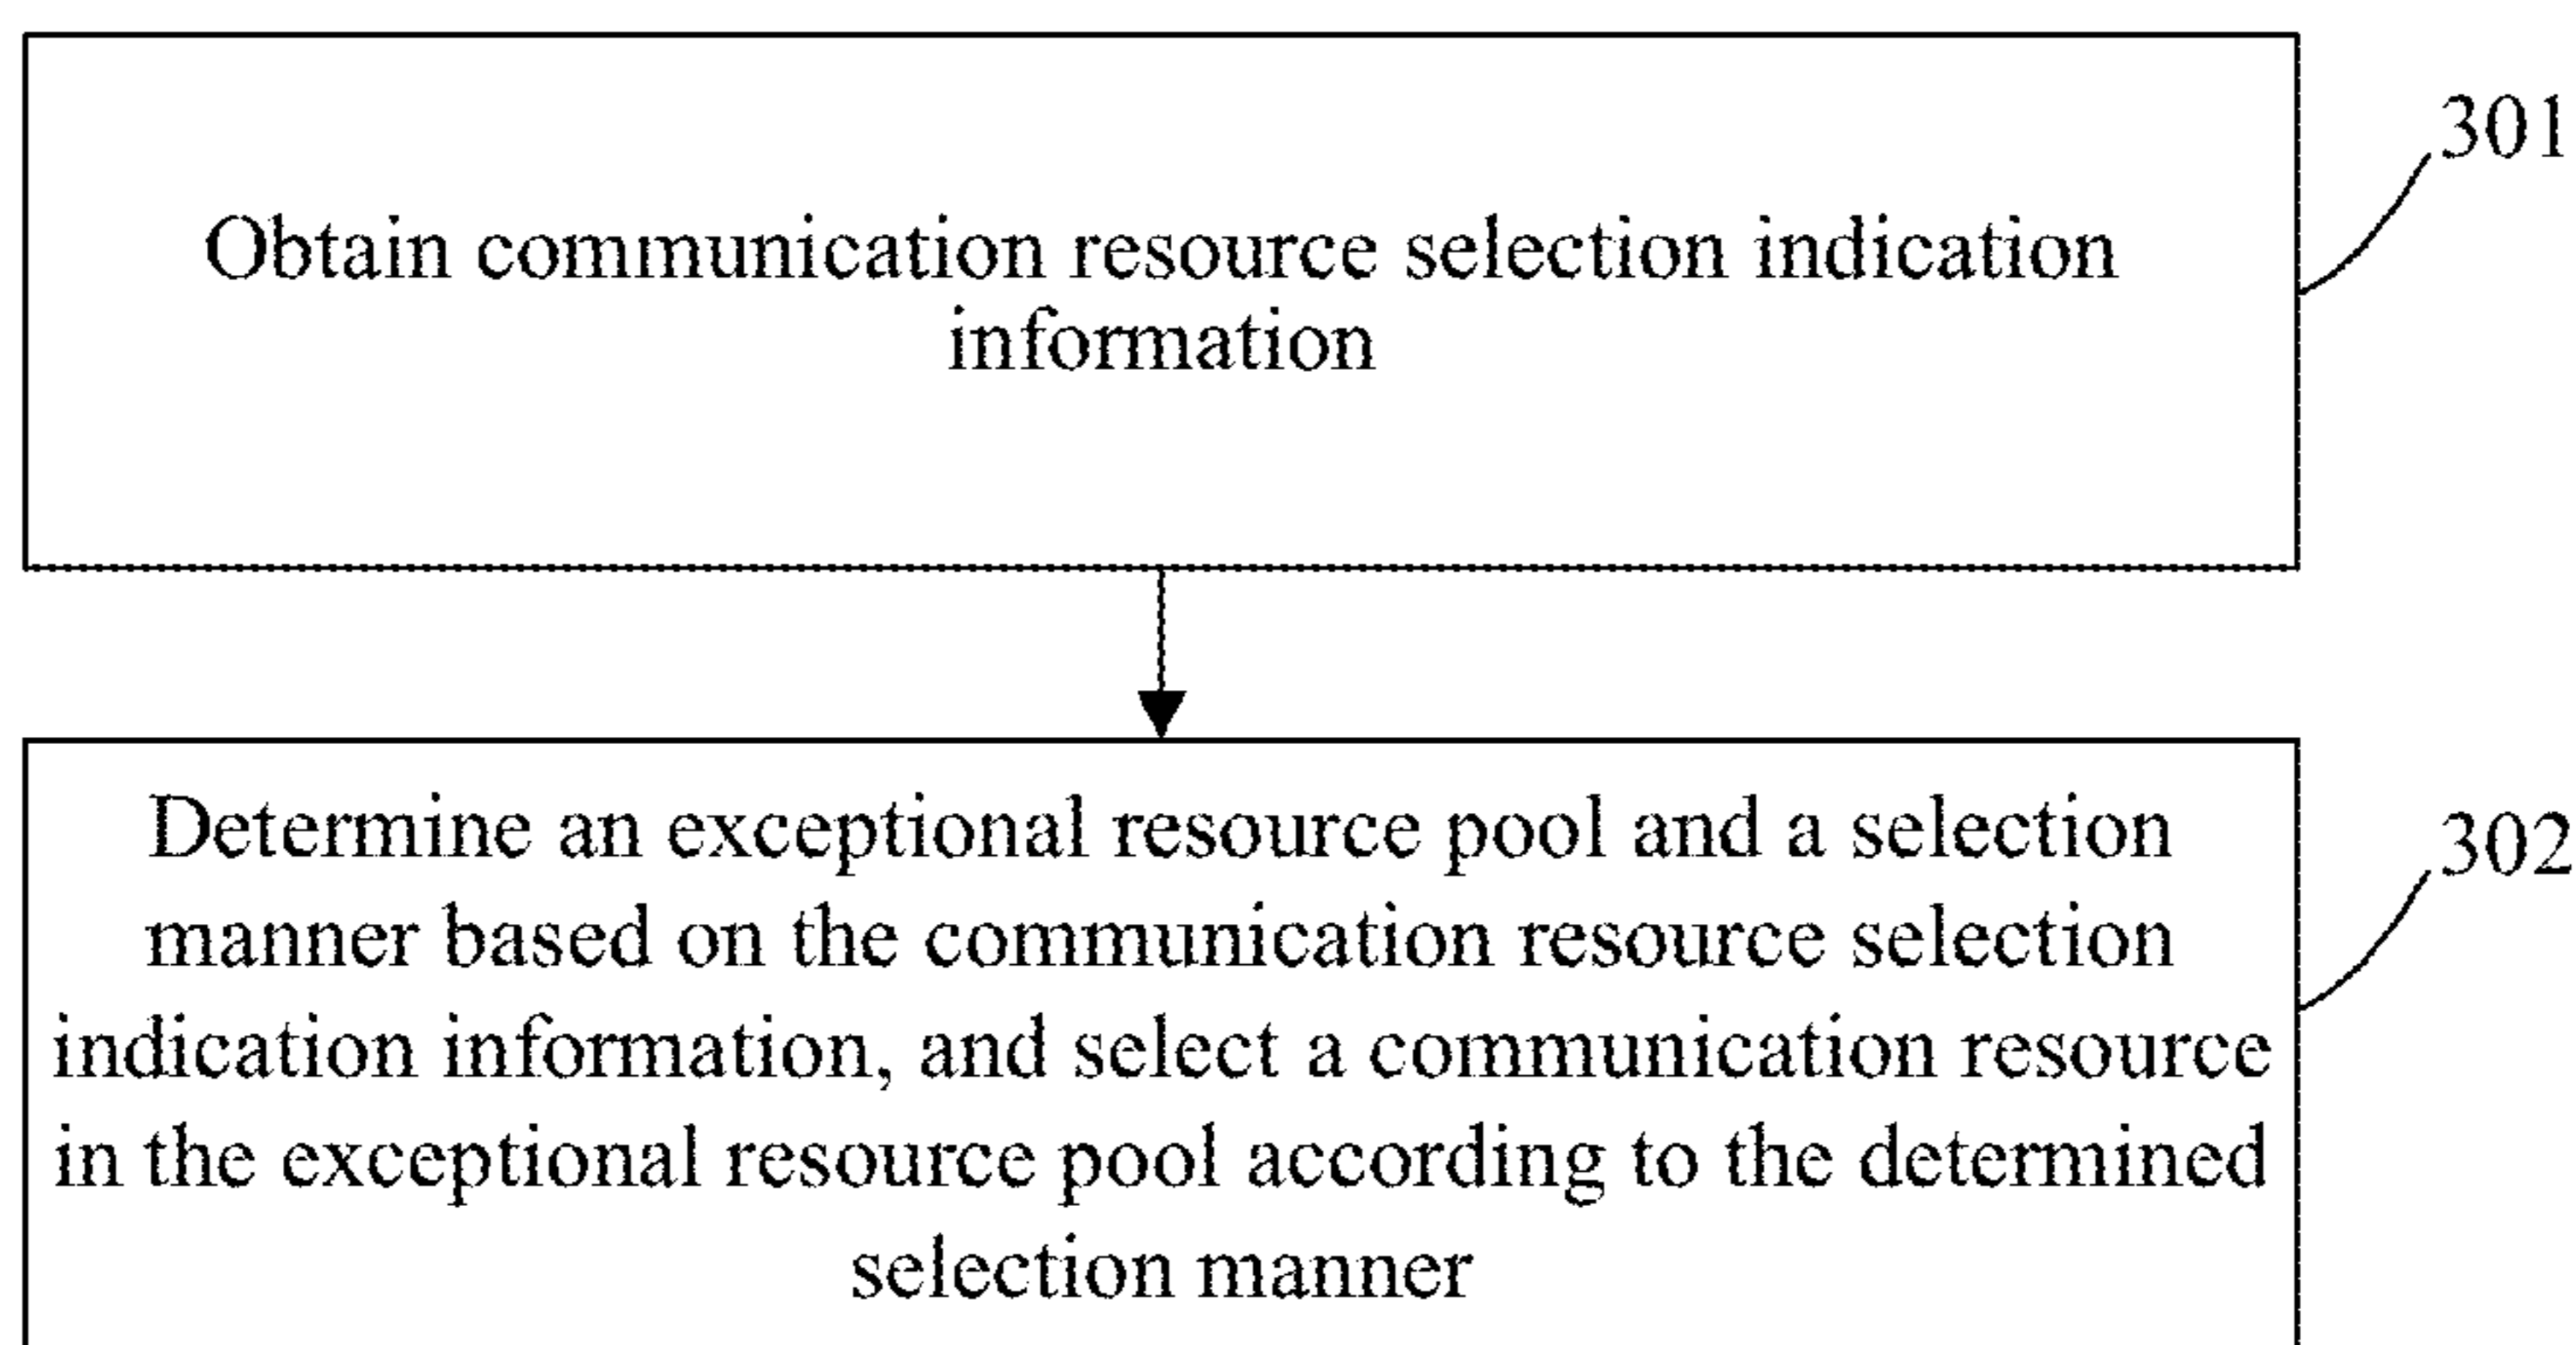 301
Obtain communication resource selection indication
information
302
Determine an exceptional resource pool and a selection
manner based on the communication resource selection
indication information, and select a communication resource
in the exceptional resource pool according to the determined
selection manner